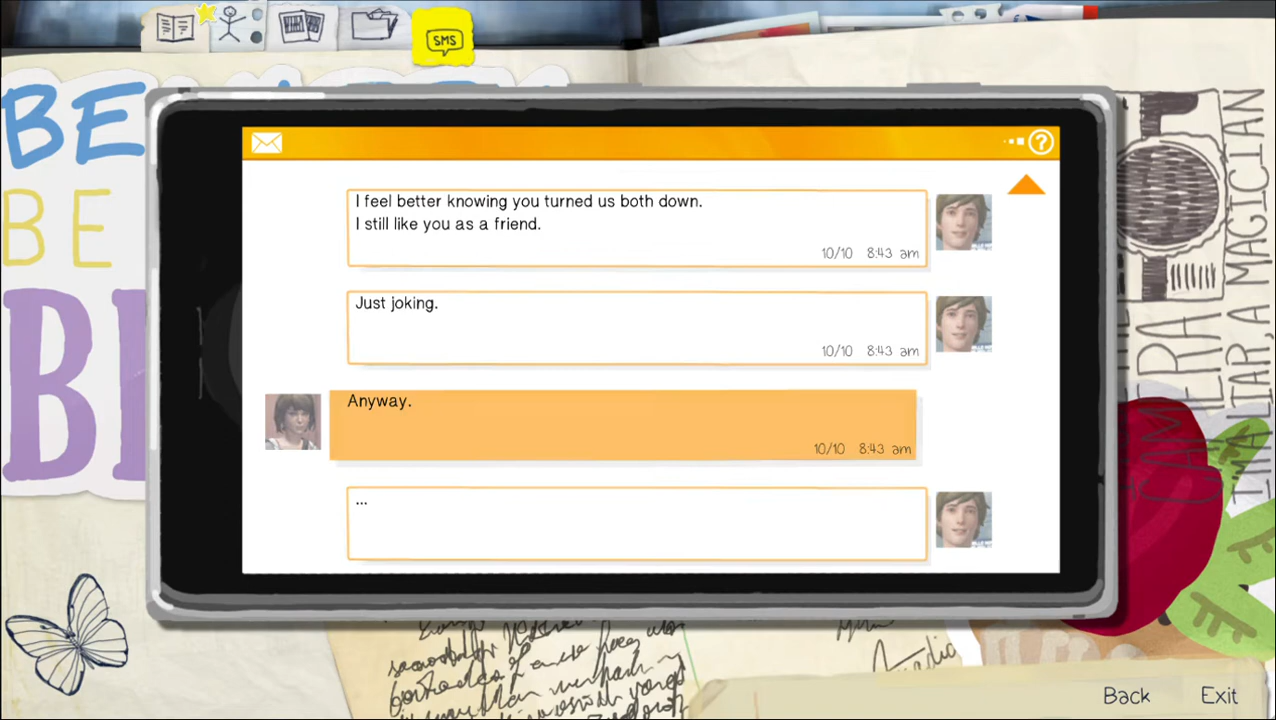 SMS
BE
BE
I feel better knowing you turned us both down.
I still like you as a friend.
10/10 8:43 am
Just joking.
10/10 8:43 am
Anyway.
10/10 8:43 am
...
CAMERA
I'M A LIAR, A MAGICIAN
Back Exit